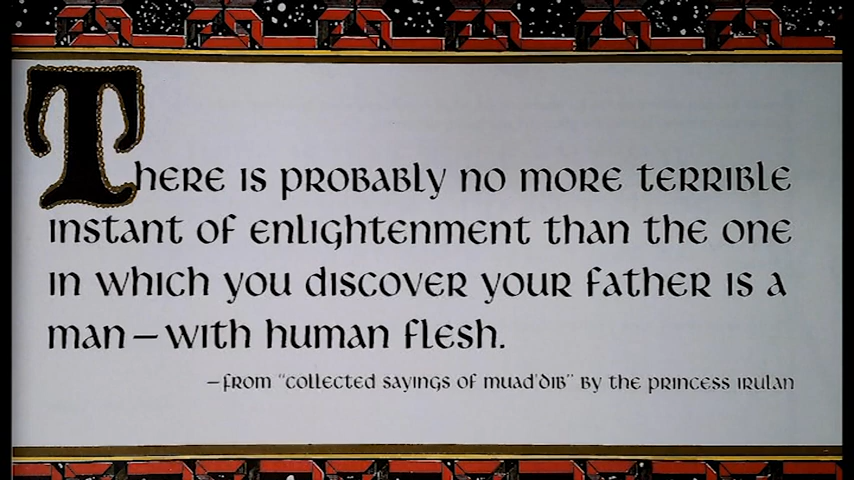 There is probably no more terrible
instant of enlightenment than the one
in which you discover your father is a
man—with human flesh.
—from "collected sayings of muad'dib" by the princess irulan